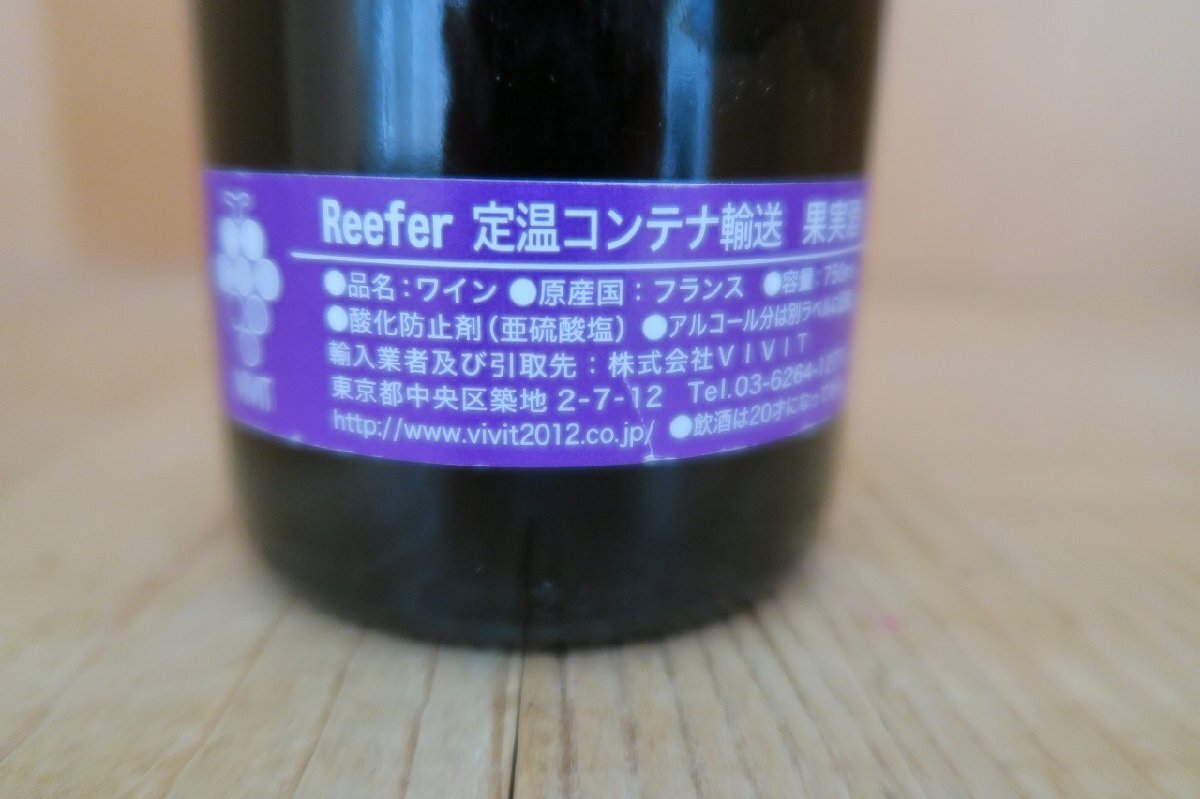 Reefer 定温コンテナ輸送 果実酒
●品名：ワイン ●原産国：フランス ●容量：750m
●酸化防止剤（亜硫酸塩） ●アルコール分は別ラベルに
輸入業者及び引取先：株式会社VIVIT
東京都中央区築地 2-7-12 Tel.03-6264-
http://www.vivit2012.co.jp/ ●飲酒は20才になっ
VIVIT